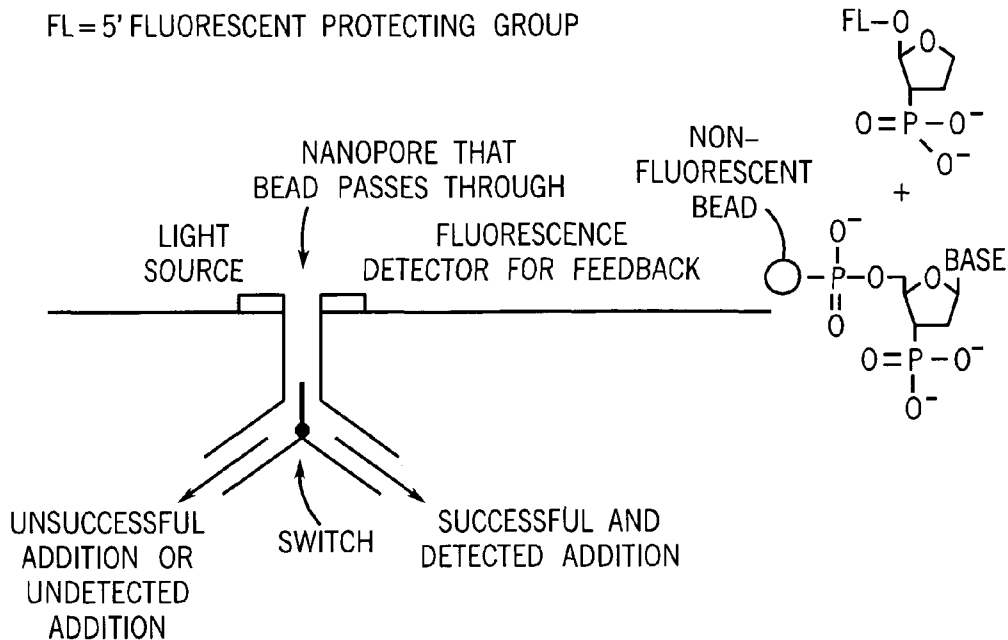 FL=5' FLUORESCENT PROTECTING GROUP
FL-O
O
O=P-O⁻
O⁻
+
NANOPORE THAT
BEAD PASSES THROUGH
LIGHT
SOURCE
FLUORESCENCE
DETECTOR FOR FEEDBACK
NON-
FLUORESCENT
BEAD
O⁻
P-O
O
O
BASE
O=P-O⁻
O⁻
UNSUCCESSFUL
ADDITION OR
UNDETECTED
ADDITION
SWITCH
SUCCESSFUL AND
DETECTED ADDITION